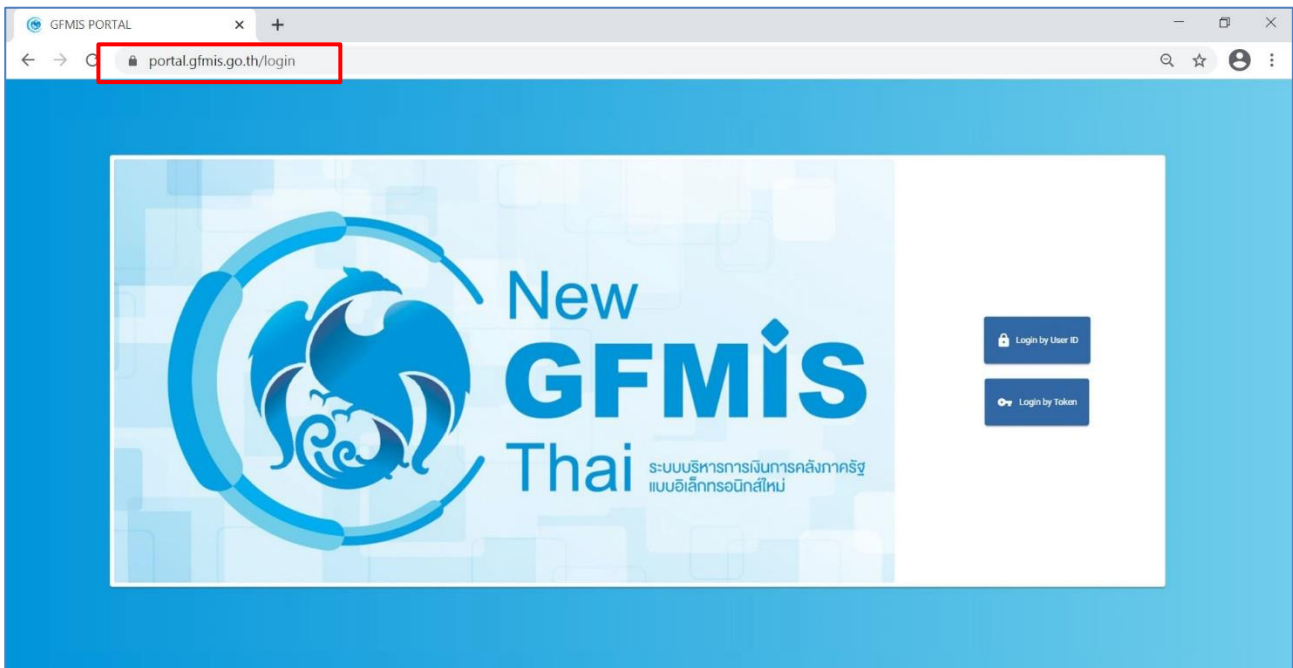 GFMIS PORTAL
portal.gfmis.go.th/login
New
GFMIS
Thai
ระบบบริหารการเงินการคลังภาครัฐ
แบบอิเล็กทรอนิกส์ใหม่
Login by User ID
Login by Token